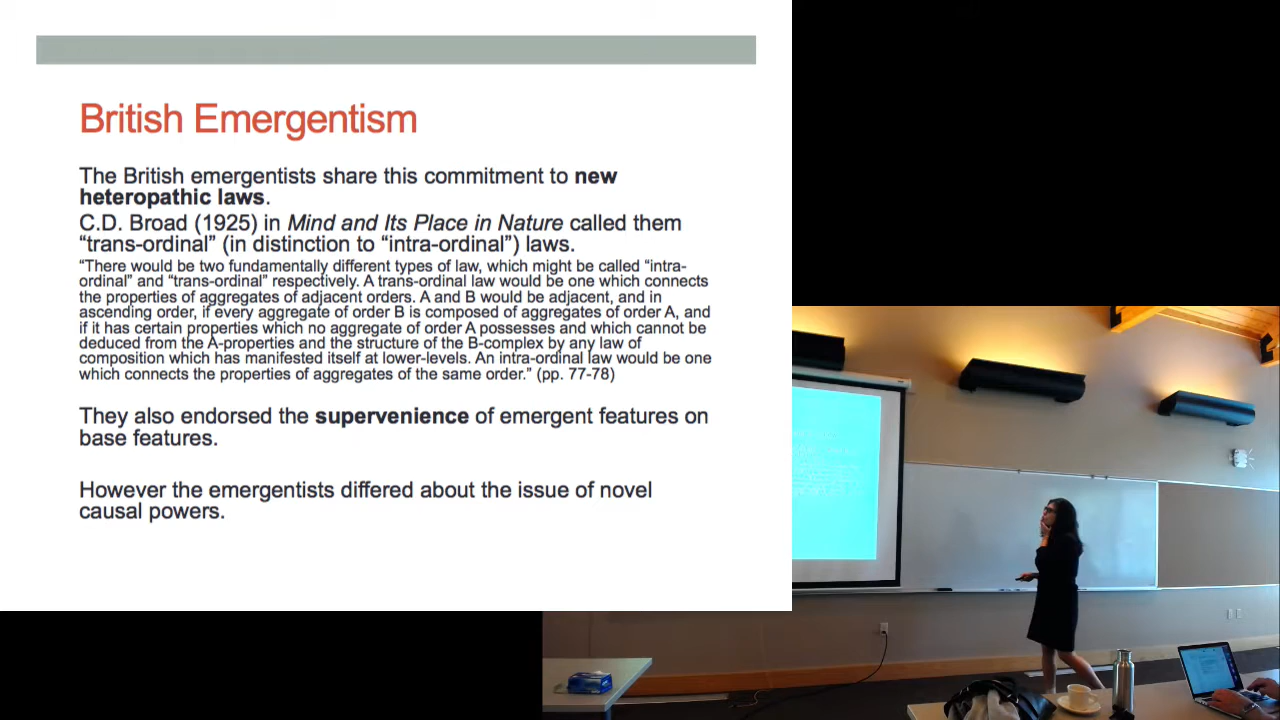 British Emergentism
The British emergentists share this commitment to new
heteropathic laws.
C.D. Broad (1925) in Mind and Its Place in Nature called them
“trans-ordinal” (in distinction to “intra-ordinal”) laws.
“There would be two fundamentally different types of law, which might be called “intra-
ordinal” and “trans-ordinal” respectively. A trans-ordinal law would be one which connects
the properties of aggregates of adjacent orders. A and B would be adjacent, and in
ascending order, if every aggregate of order B is composed of aggregates of order A, and
if it has certain properties which no aggregate of order A possesses and which cannot be
deduced from the A-properties and the structure of the B-complex by any law of
composition which has manifested itself at lower-levels. An intra-ordinal law would be one
which connects the properties of aggregates of the same order.” (pp. 77-78)
They also endorsed the supervenience of emergent features on
base features.
However the emergentists differed about the issue of novel
causal powers.